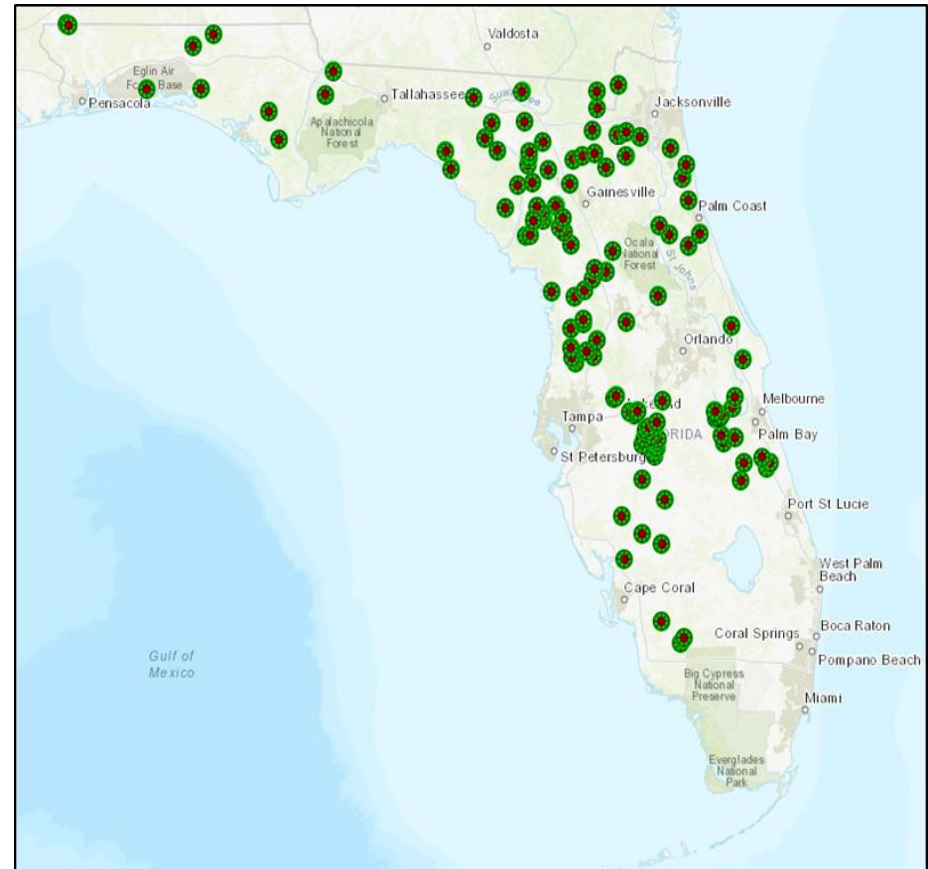 Valdosta
Eglin Air
Base
Pensacola
Tallahassee
Jacksonville
Apalachicola
National
Forest
Gainesville
Palm Coast
Ocala
National
Forest
St Johns
Orlando
Melbourne
Tampa
Palm Bay
St Petersburg
Port St Lucie
West Palm
Beach
Cape Coral
Boca Raton
Coral Springs
Pompano Beach
Gulf of
Mexico
Big Cypress
National
Preserve
Miami
Everglades
National
Park